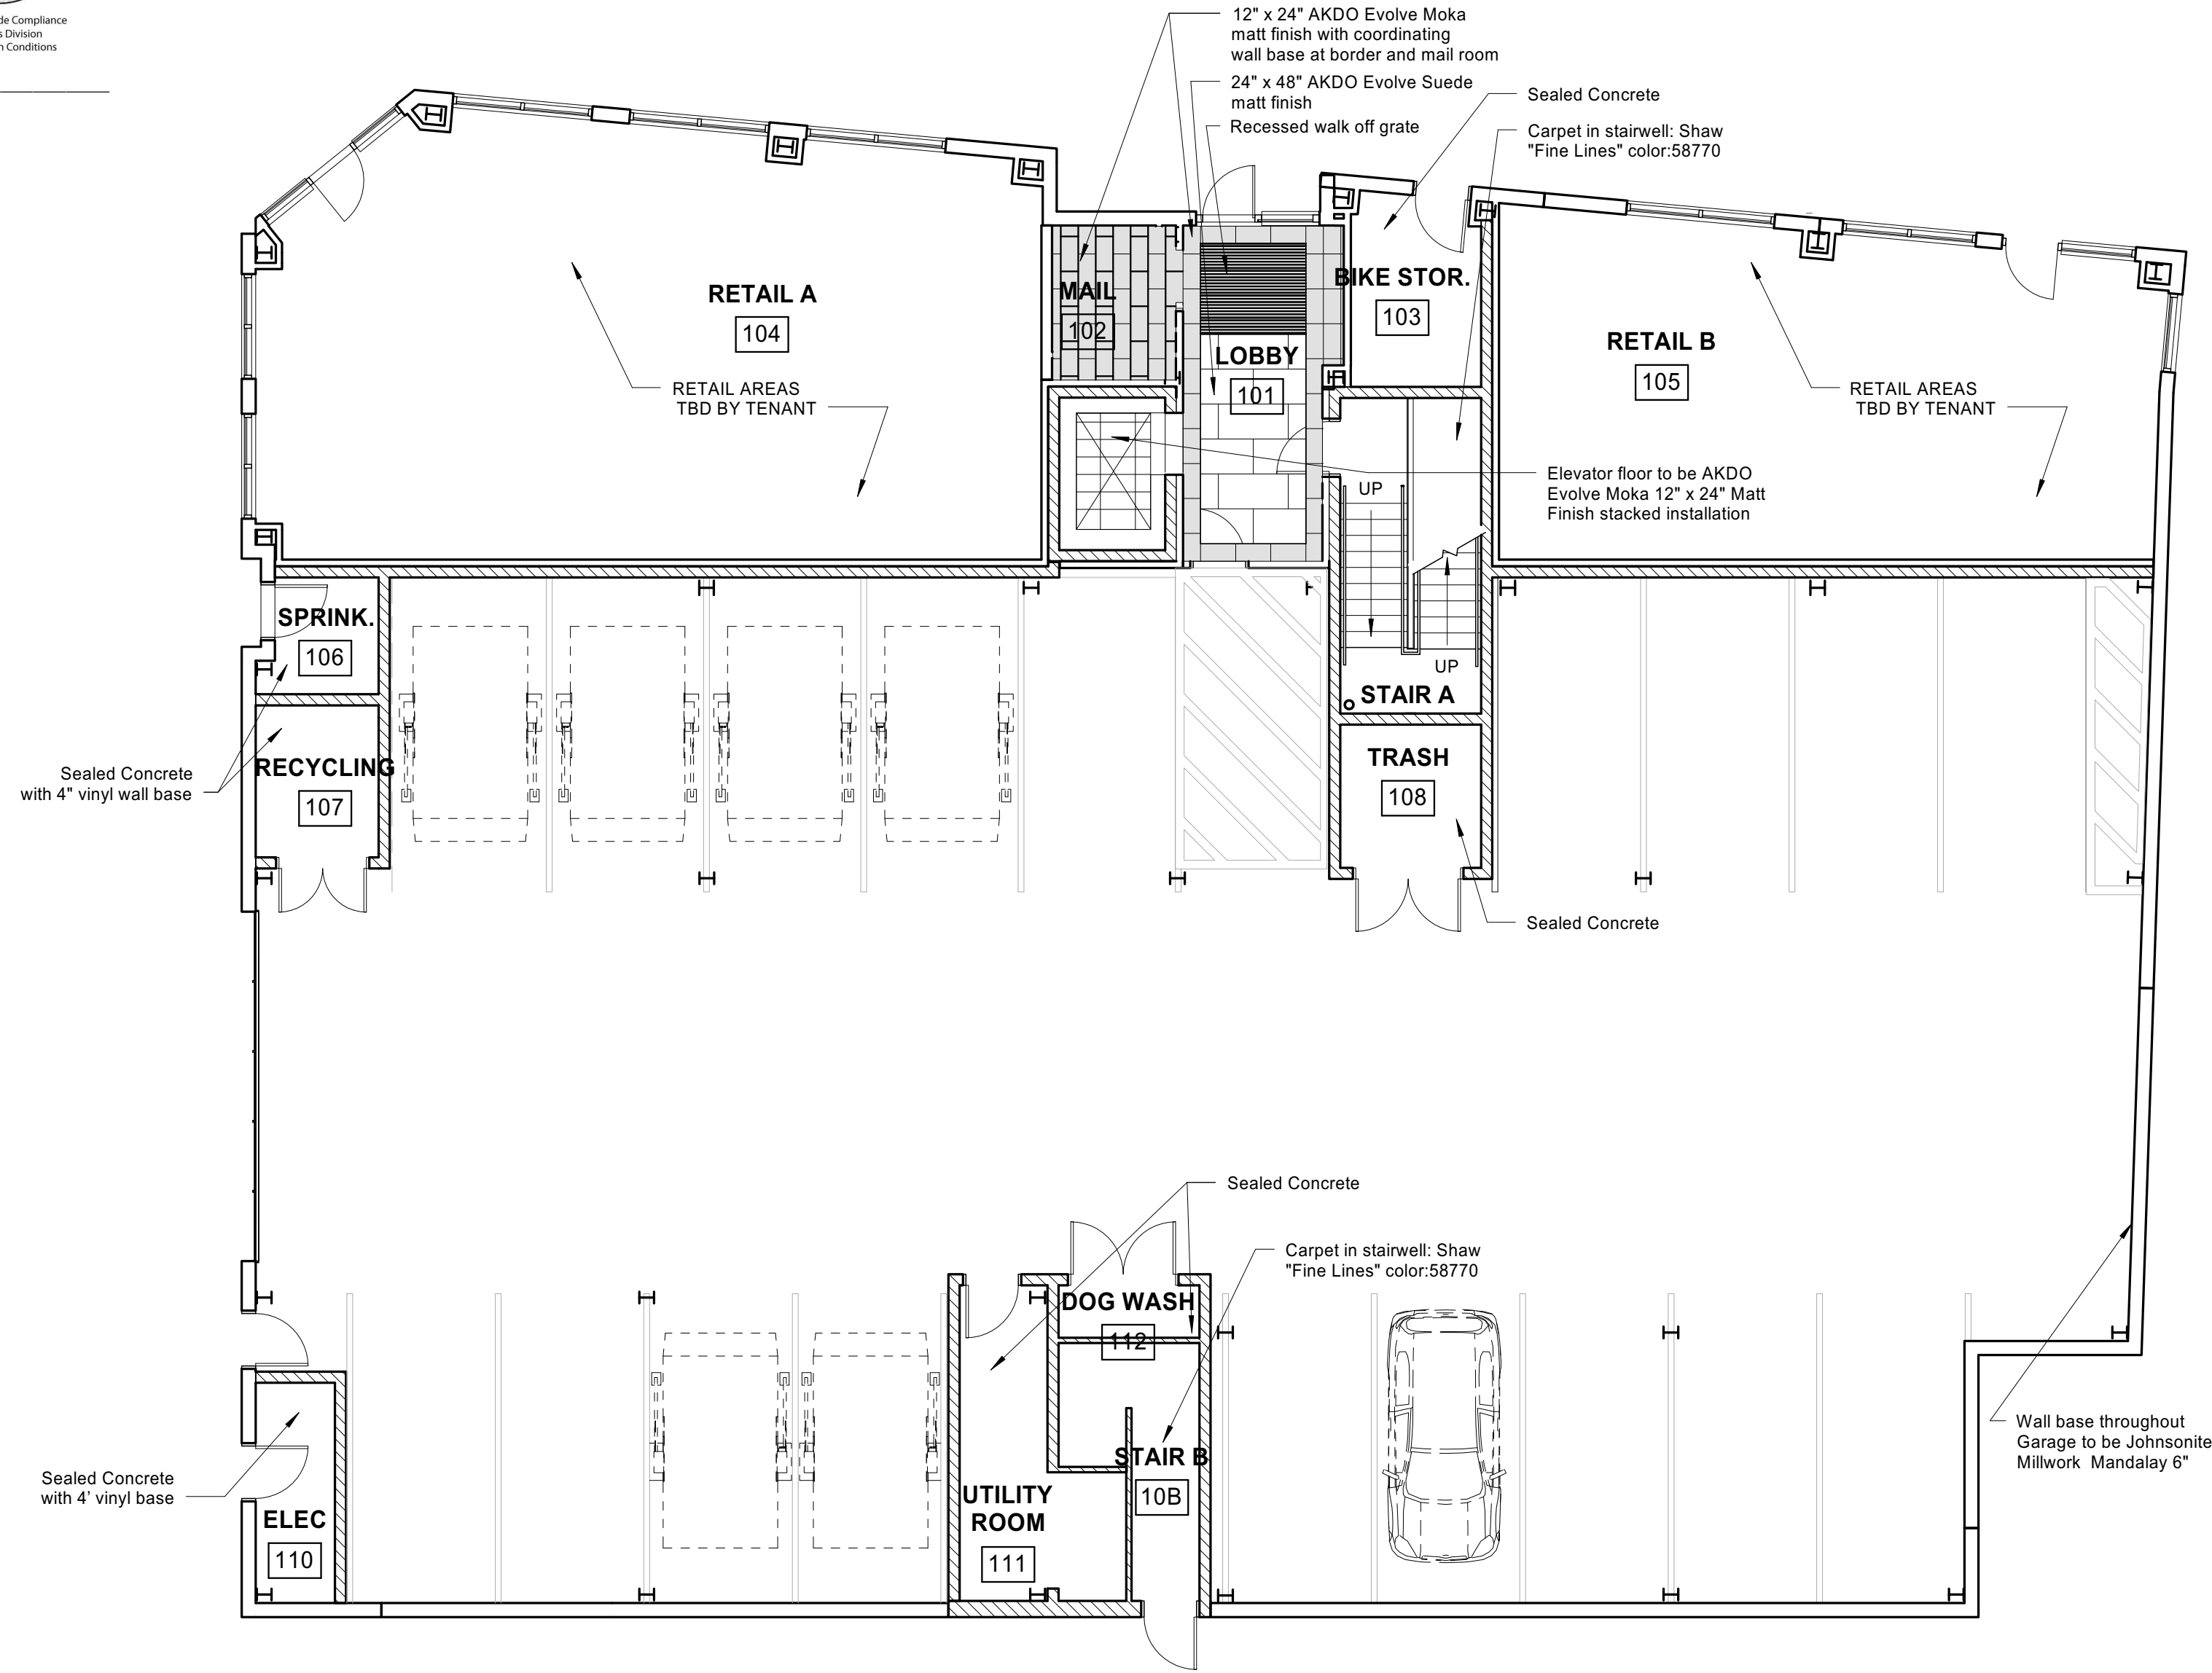 de Compliance
s Division
n Conditions
12" x 24" AKDO Evolve Moka
matt finish with coordinating
wall base at border and mail room
24" x 48" AKDO Evolve Suede
matt finish
Recessed walk off grate
Sealed Concrete
Carpet in stairwell: Shaw
"Fine Lines" color:58770
RETAIL A
104
MAIL
102
LOBBY
101
BIKE STOR.
103
RETAIL B
105
RETAIL AREAS
TBD BY TENANT
RETAIL AREAS
TBD BY TENANT
Elevator floor to be AKDO
Evolve Moka 12" x 24" Matt
Finish stacked installation
UP
UP
STAIR A
SPRINK.
106
RECYCLING
107
Sealed Concrete
with 4" vinyl wall base
TRASH
108
Sealed Concrete
Sealed Concrete
Carpet in stairwell: Shaw
"Fine Lines" color:58770
DOG WASH
112
STAIR B
10B
UTILITY
ROOM
111
Sealed Concrete
with 4' vinyl base
ELEC
110
Wall base throughout
Garage to be Johnsonite
Millwork Mandalay 6"